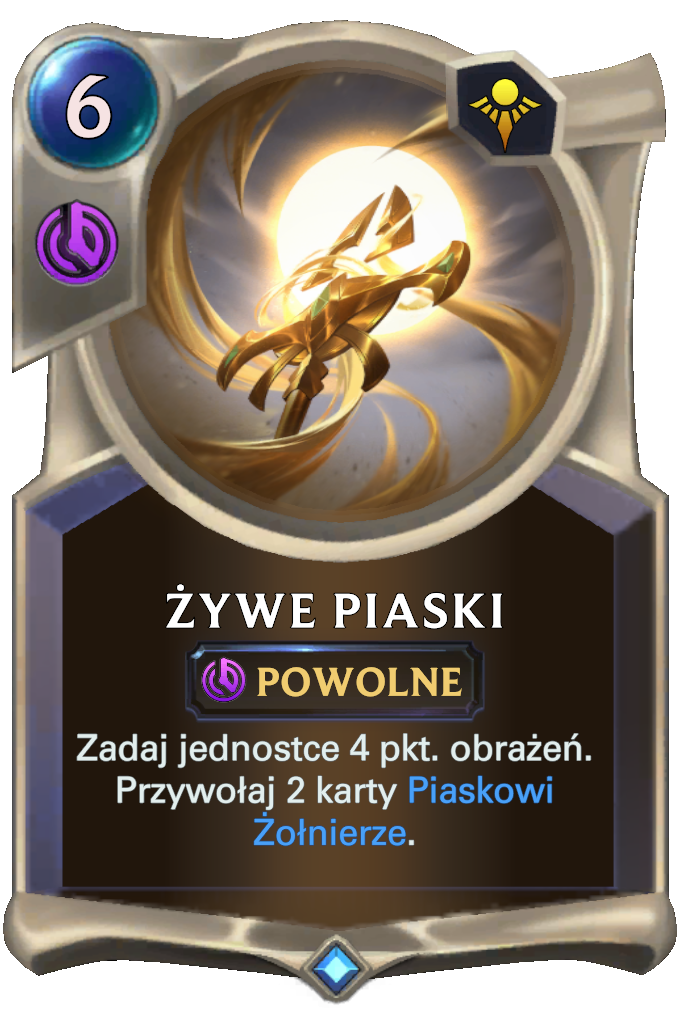 6
ŻYWE PIASKI
POWOLNE
Zadaj jednostce 4 pkt. obrażeń.
Przywołaj 2 karty Piaskowi
Żołnierze.